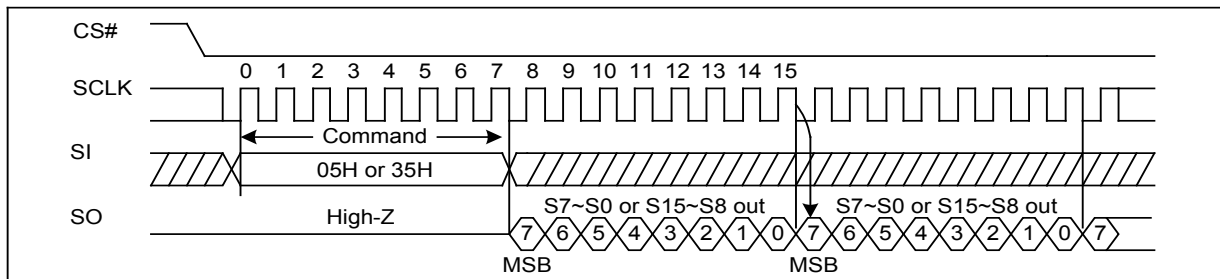 CS#
0 1 2 3 4 5 6 7 8 9 10 11 12 13 14 15
SCLK
Command
SI
05H or 35H
S7~S0 or S15~S8 out S7~S0 or S15~S8 out
SO
High-Z
7 6 5 4 3 2 1 0 7 6 5 4 3 2 1 0 7
MSB MSB